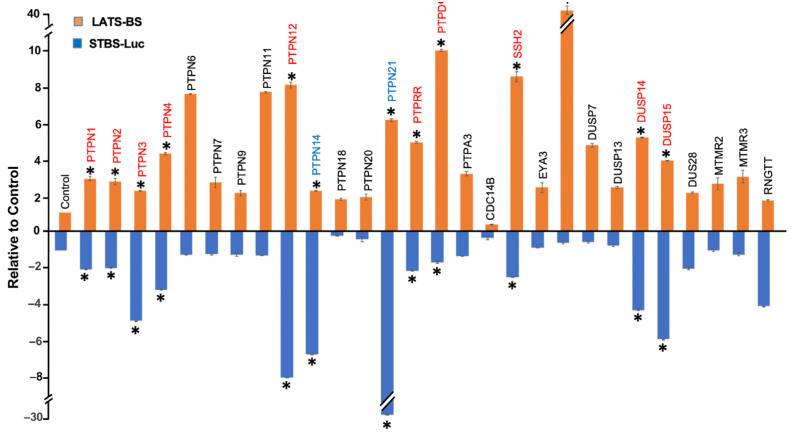 40
LATS-BS
STBS-Luc
10
8
6
4
2
0
−2
−4
−6
−8
−30
Relative to Control
Control
PTPN1
*
PTPN2
*
PTPN3
*
PTPN4
*
PTPN6
PTPN7
PTPN9
PTPN11
PTPN12
*
PTPN14
*
PTPN18
PTPN20
PTPN21
*
PTPRR
*
*
PTPA3
CDC14B
SSH2
*
EYA3
DUSP7
DUSP13
DUSP14
*
DUSP15
*
DUS28
MTMR2
MTMR3
RNGTT
*
*
*
*
*
*
*
*
*
*
*
*